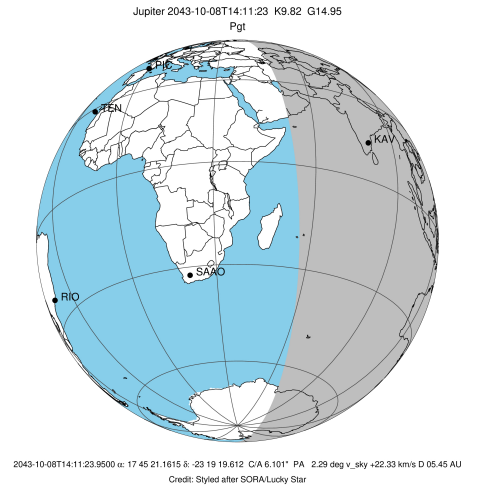 Jupiter 2043-10-08T14:11:23 K9.82 G14.95
Pgt
PIC
TEN
KAV
SAAO
RIO
2043-10-08T14:11:23.9500 α: 17 45 21.1615 δ: -23 19 19.612 C/A 6.101" PA 2.29 deg v_sky +22.33 km/s D 05.45 AU
Credit: Styled after SORA/Lucky Star